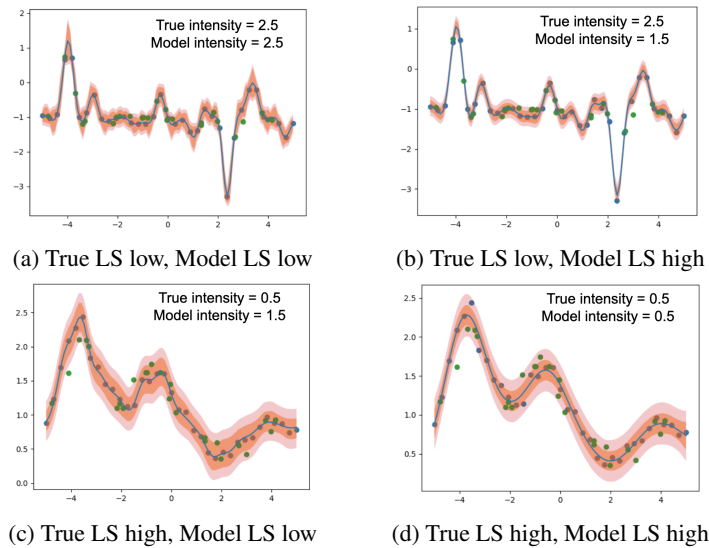 True intensity = 2.5
Model intensity = 2.5
2
1
0
−1
−2
−3
−4 −2 0 2 4
(a) True LS low, Model LS low
True intensity = 2.5
Model intensity = 1.5
1
0
−1
−2
−3
−4 −2 0 2 4
(b) True LS low, Model LS high
True intensity = 0.5
Model intensity = 1.5
2.5
2.0
1.5
1.0
0.5
0.0
−4 −2 0 2 4
(c) True LS high, Model LS low
True intensity = 0.5
Model intensity = 0.5
2.5
2.0
1.5
1.0
0.5
−4 −2 0 2 4
(d) True LS high, Model LS high